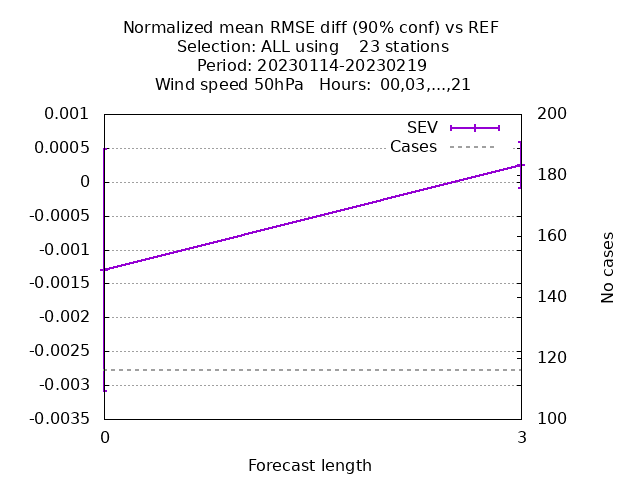 Normalized mean RMSE diff (90% conf) vs REF
Selection: ALL using    23 stations
Period: 20230114-20230219
Wind speed 50hPa   Hours:  00,03,...,21
SEV
Cases
0.001
0.0005
0
-0.0005
-0.001
-0.0015
-0.002
-0.0025
-0.003
-0.0035
200
180
160
140
120
100
No cases
0
3
Forecast length